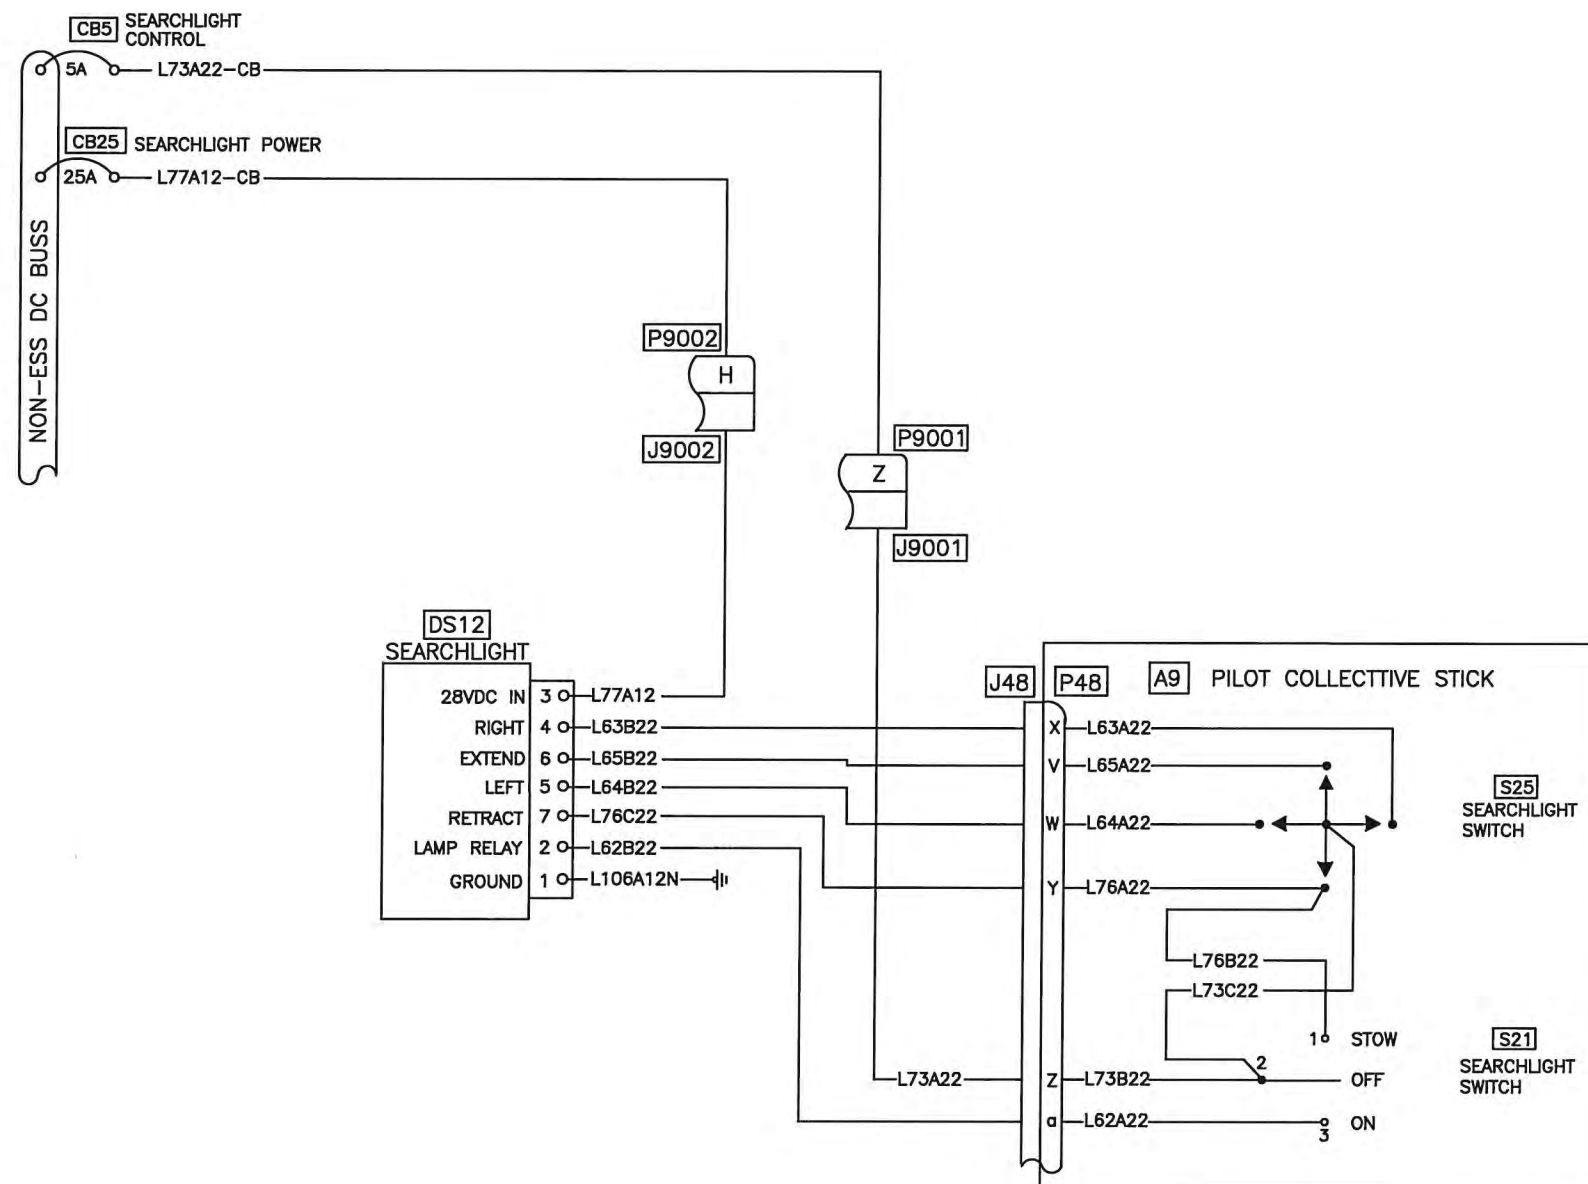 CB5 SEARCHLIGHT
CONTROL
5A L73A22-CB
CB25 SEARCHLIGHT POWER
25A L77A12-CB
NON-ESS DC BUSS
P9002
H
J9002
P9001
Z
J9001
DS12
SEARCHLIGHT
28VDC IN 3 L77A12
RIGHT 4 L63B22
EXTEND 6 L65B22
LEFT 5 L64B22
RETRACT 7 L76C22
LAMP RELAY 2 L62B22
GROUND 1 L106A12N
J48 P48 A9 PILOT COLLECTTIVE STICK
X L63A22
V L65A22
W L64A22
Y L76A22
S25
SEARCHLIGHT
SWITCH
L76B22
L73C22
1 STOW
L73A22 Z L73B22 2 OFF
a L62A22 3 ON
S21
SEARCHLIGHT
SWITCH